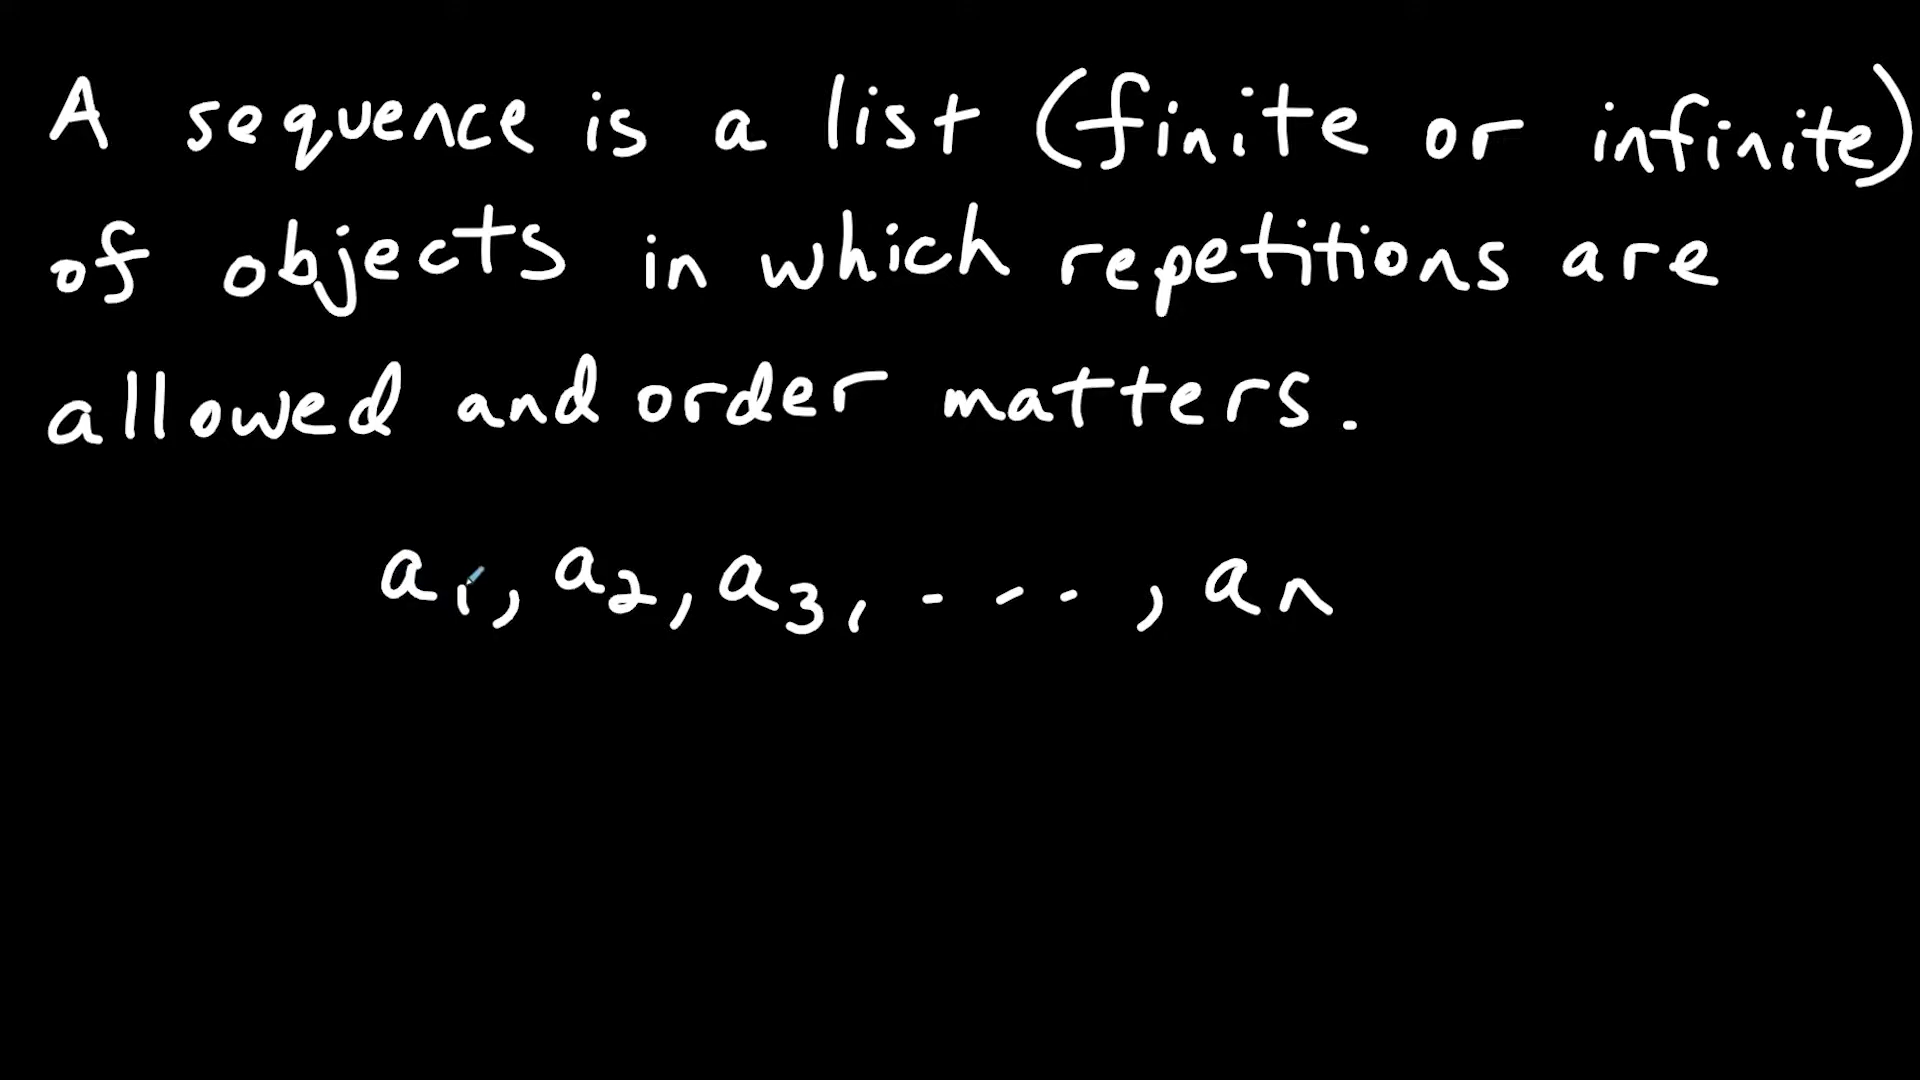 A sequence is a list (finite or infinite)
of objects in which repetitions are
allowed and order matters.
a₁, a₂, a₃, ..., aₙ